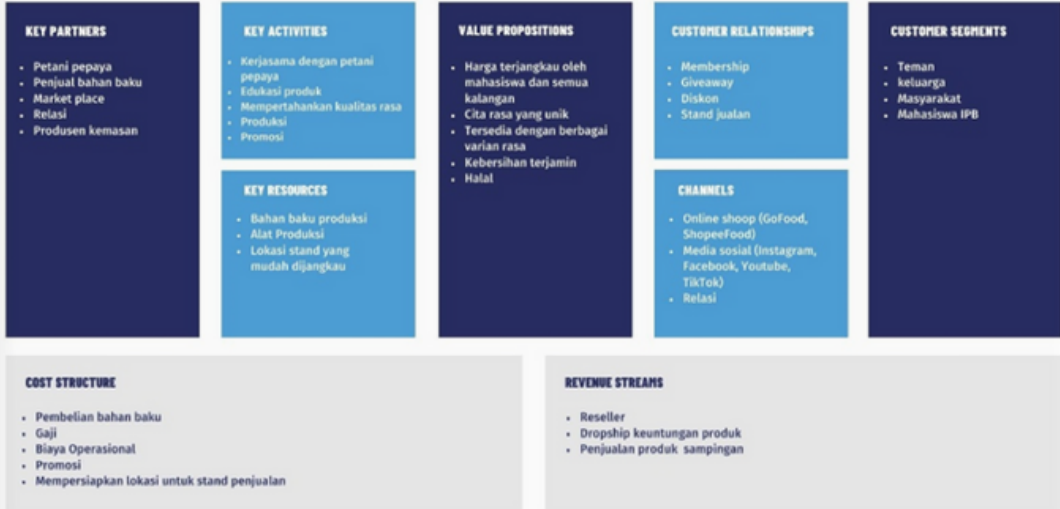 KEY PARTNERS
• Petani pepaya
• Penjual bahan baku
• Market place
• Relasi
• Produsen kemasan
KEY ACTIVITIES
• Kerjasama dengan petani
pepaya
• Edukasi produk
• Mempertahankan kualitas rasa
• Produksi
• Promosi
KEY RESOURCES
• Bahan baku produksi
• Alat Produksi
• Lokasi stand yang
mudah dijangkau
VALUE PROPOSITIONS
• Harga terjangkau oleh
mahasiswa dan semua
kalangan
• Cita rasa yang unik
• Tersedia dengan berbagai
varian rasa
• Kebersihan terjamin
• Halal
CUSTOMER RELATIONSHIPS
• Membership
• Giveaway
• Diskon
• Stand jualan
CHANNELS
• Online shoop (GoFood,
ShopeeFood)
• Media sosial (Instagram,
Facebook, Youtube,
TikTok)
• Relasi
CUSTOMER SEGMENTS
• Teman
• keluarga
• Masyarakat
• Mahasiswa IPB
COST STRUCTURE
• Pembelian bahan baku
• Gaji
• Biaya Operasional
• Promosi
• Mempersiapkan lokasi untuk stand penjualan
REVENUE STREAMS
• Reseller
• Dropship keuntungan produk
• Penjualan produk sampingan